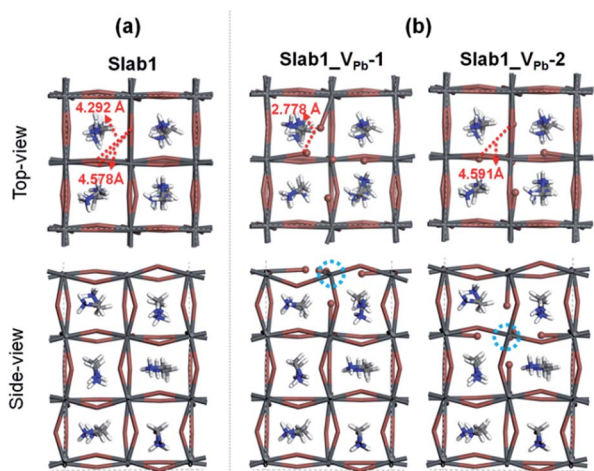 (a)
(b)
Slab1
Slab1_VPb-1
Slab1_VPb-2
Top-view
4.292 Å
4.578Å
2.778 Å
4.591Å
Side-view